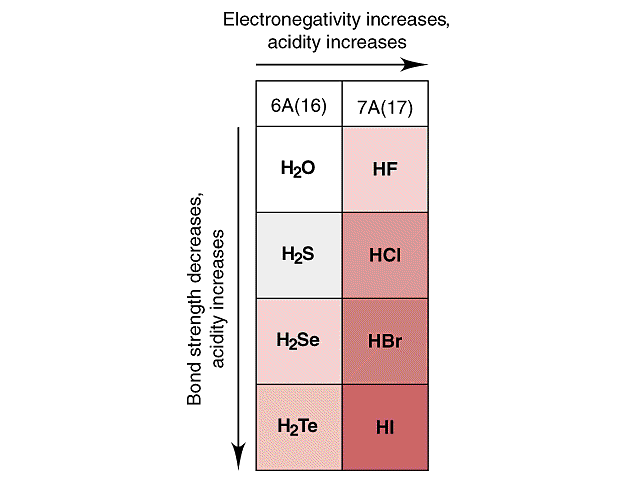 Electronegativity increases,
acidity increases
6A(16) 7A(17)
Bond strength decreases,
acidity increases
H₂O HF
H₂S HCl
H₂Se HBr
H₂Te HI